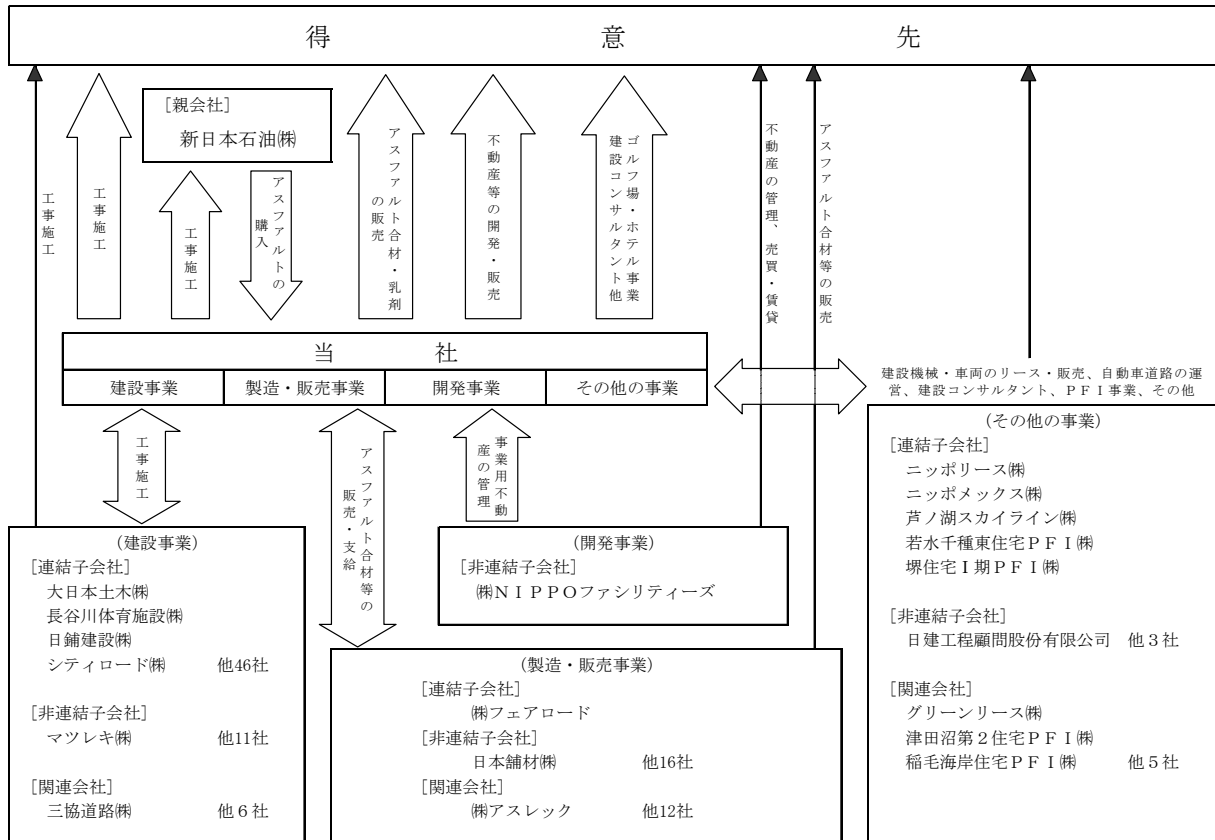 得　　　意　　　先
[親会社]
新日本石油㈱
工事施工
工事施工
工事施工
アスファルトの
購入
アスファルト合材・乳剤
の販売
不動産等の開発・販売
ゴルフ場・ホテル事業
建設コンサルタント他
不動産の管理、売買・賃貸
アスファルト合材等の販売
当　　　社
建設事業
製造・販売事業
開発事業
その他の事業
建設機械・車両のリース・販売、自動車道路の運
営、建設コンサルタント、ＰＦＩ事業、その他
工事施工
アスファルト合材等の
販売・支給
事業用不動
産の管理
(建設事業)
[連結子会社]
大日本土木㈱
長谷川体育施設㈱
日鋪建設㈱
シティロード㈱　　他46社
[非連結子会社]
マツレキ㈱　　他11社
[関連会社]
三協道路㈱　　他６社
(開発事業)
[非連結子会社]
㈱ＮＩＰＰＯファシリティーズ
(製造・販売事業)
[連結子会社]
㈱フェアロード
[非連結子会社]
日本舗材㈱　　他16社
[関連会社]
㈱アスレック　　他12社
(その他の事業)
[連結子会社]
ニッポリース㈱
ニッポメックス㈱
芦ノ湖スカイライン㈱
若水千種東住宅ＰＦＩ㈱
堺住宅Ⅰ期ＰＦＩ㈱
[非連結子会社]
日建工程顧問股份有限公司　他３社
[関連会社]
グリーンリース㈱
津田沼第２住宅ＰＦＩ㈱
稲毛海岸住宅ＰＦＩ㈱　　他５社